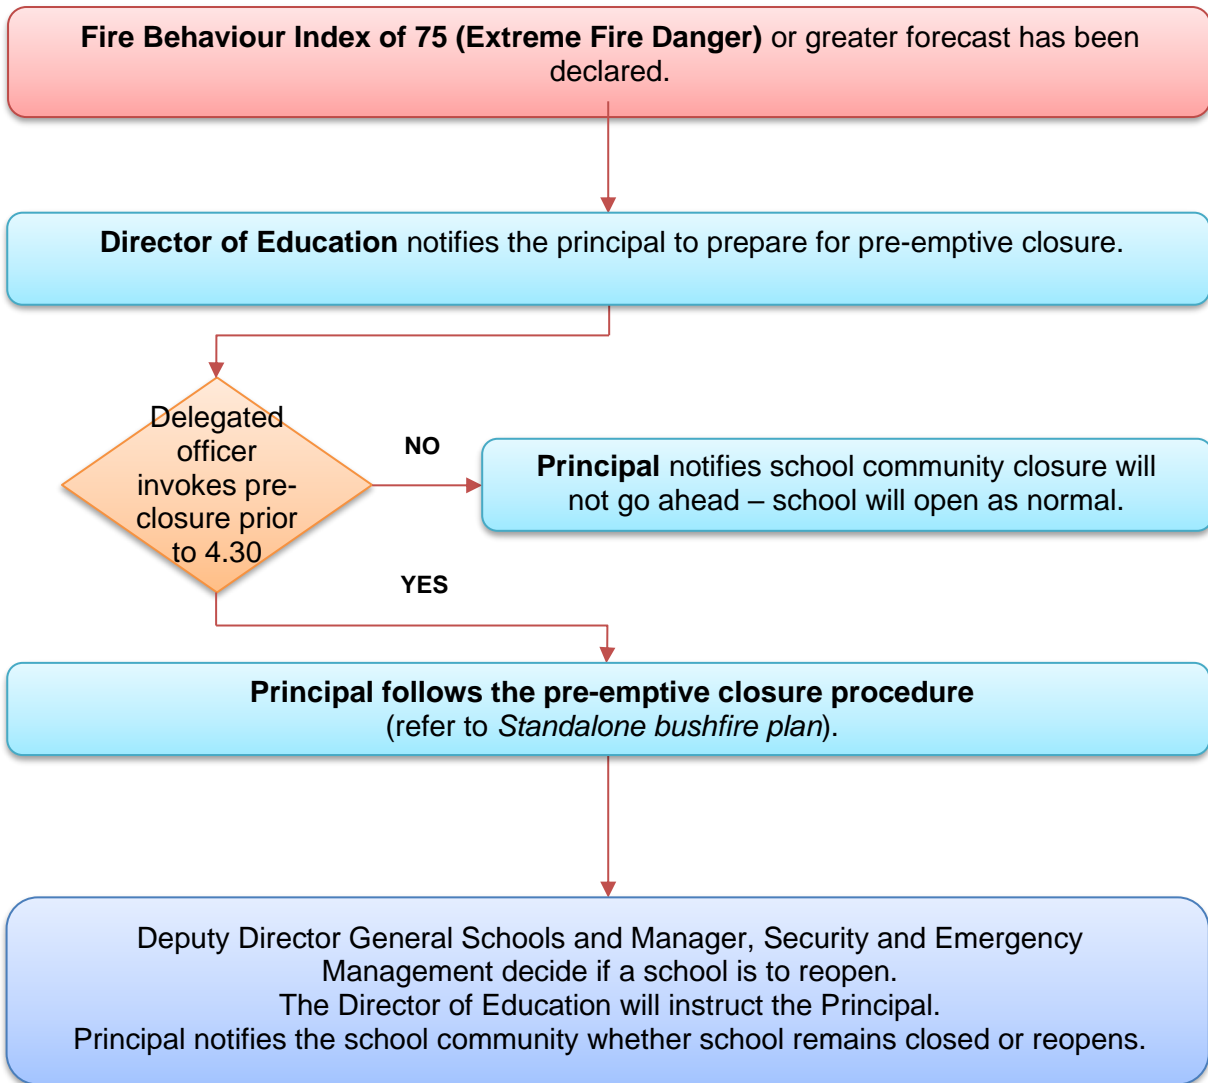 Fire Behaviour Index of 75 (Extreme Fire Danger) or greater forecast has been
declared.
Director of Education notifies the principal to prepare for pre-emptive closure.
Delegated
officer
invokes pre-
closure prior
to 4.30
NO
Principal notifies school community closure will
not go ahead – school will open as normal.
YES
Principal follows the pre-emptive closure procedure
(refer to Standalone bushfire plan).
Deputy Director General Schools and Manager, Security and Emergency
Management decide if a school is to reopen.
The Director of Education will instruct the Principal.
Principal notifies the school community whether school remains closed or reopens.